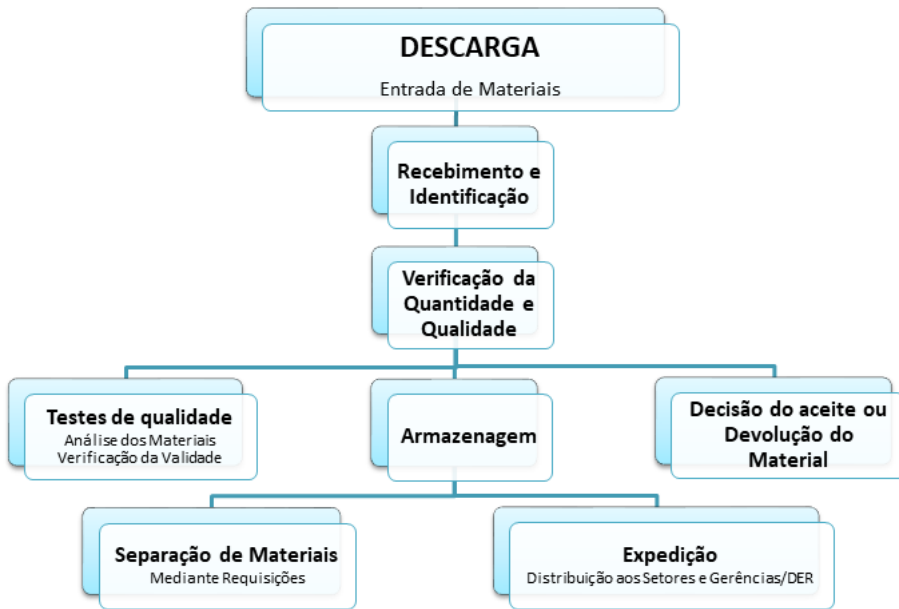 DESCARGA
Entrada de Materiais
Recebimento e
Identificação
Verificação da
Quantidade e
Qualidade
Testes de qualidade
Análise dos Materiais
Verificação da Validade
Armazenagem
Decisão do aceite ou
Devolução do
Material
Separação de Materiais
Mediante Requisições
Expedição
Distribuição aos Setores e Gerências/DER